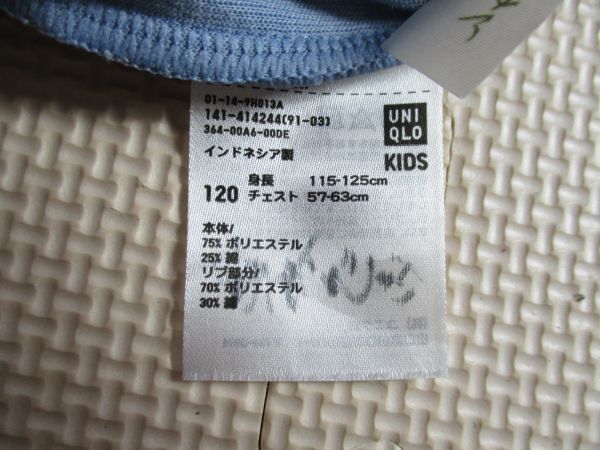 01-14-9H013A
141-414244(91-03)
364-00A6-00DE
インドネシア製
UNI
QLO
KIDS
120
身長 115-125cm
チェスト 57-63cm
本体/
75% ポリエステル
25% 綿
リブ部分/
70% ポリエステル
30% 綿